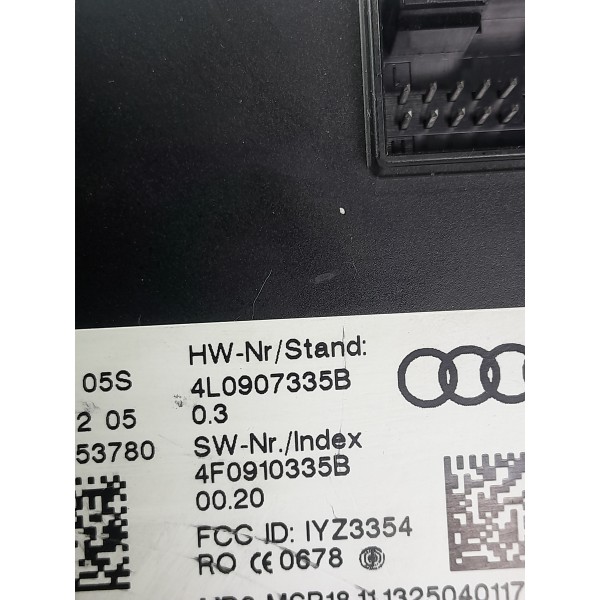 HW-Nr/Stand:
05S 4L0907335B
2 05 0.3
53780 SW-Nr./Index
4F0910335B
00.20
FCC ID: IYZ3354
RO CE 0678